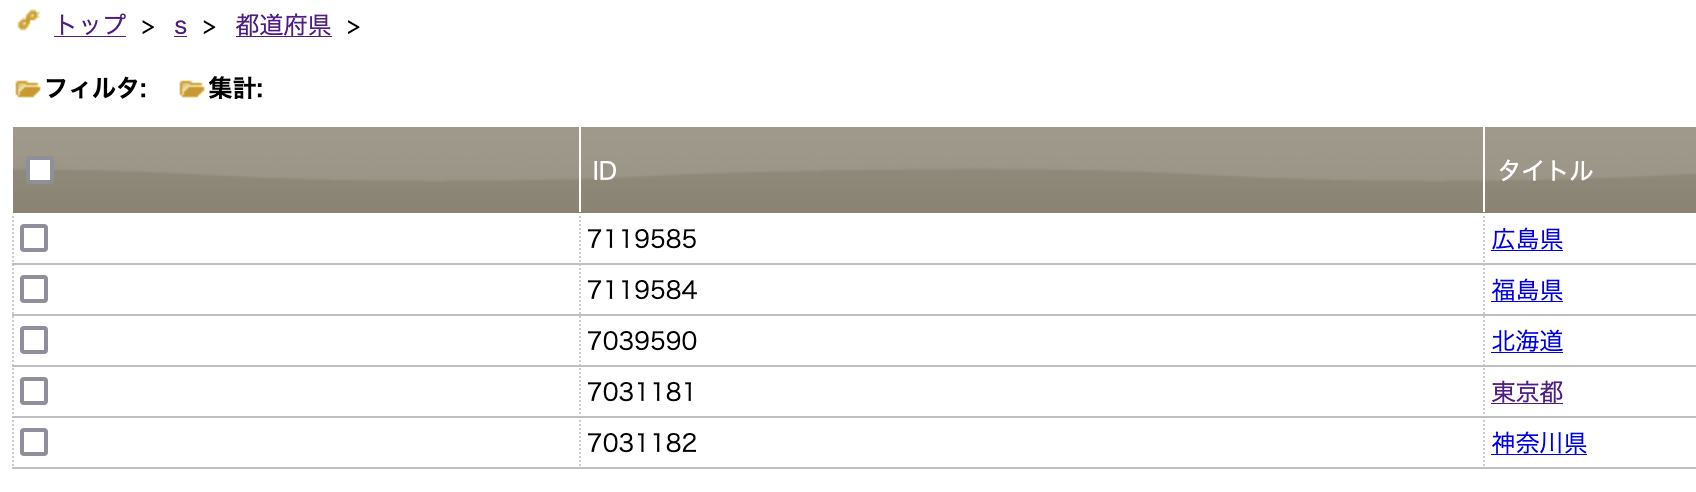 トップ > s > 都道府県 >
フィルタ: 集計:
ID タイトル
7119585 広島県
7119584 福島県
7039590 北海道
7031181 東京都
7031182 神奈川県